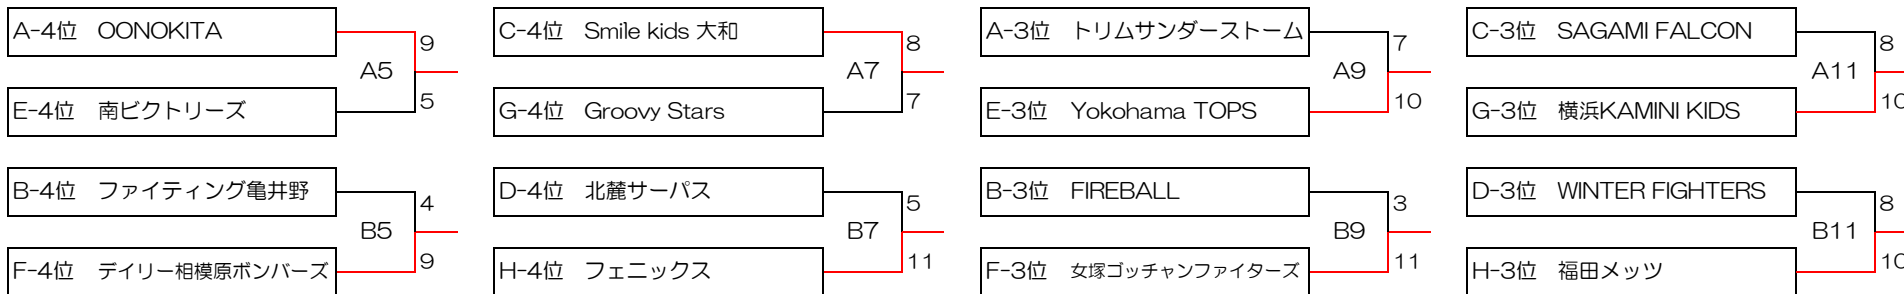 A-4位 OONOKITA
9
A5
E-4位 南ビクトリーズ
5
B-4位 ファイティング亀井野
4
B5
F-4位 デイリー相模原ボンバーズ
9
C-4位 Smile kids 大和
8
A7
G-4位 Groovy Stars
7
D-4位 北麓サーパス
5
B7
H-4位 フェニックス
11
A-3位 トリムサンダーストーム
7
A9
E-3位 Yokohama TOPS
10
B-3位 FIREBALL
3
B9
F-3位 女塚ゴッチャンファイターズ
11
C-3位 SAGAMI FALCON
8
A11
G-3位 横浜KAMINI KIDS
10
D-3位 WINTER FIGHTERS
8
B11
H-3位 福田メッツ
10